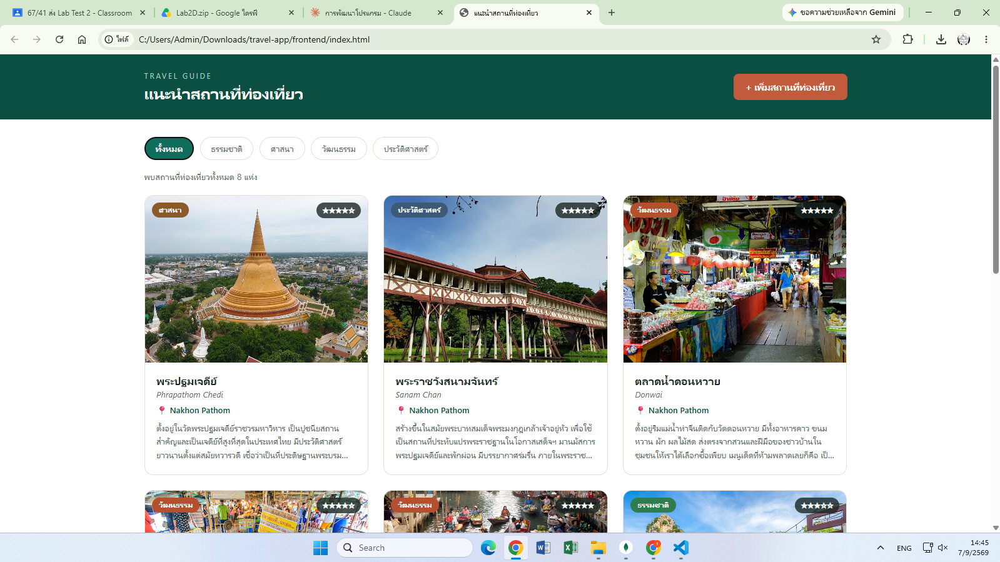 67/41 ส่ง Lab Test 2 - Classroom
Lab2D.zip - Google ไดรฟ์
การพัฒนาโปรแกรม - Claude
แนะนำสถานที่ท่องเที่ยว
ขอความช่วยเหลือจาก Gemini
ไฟล์
C:/Users/Admin/Downloads/travel-app/frontend/index.html
TRAVEL GUIDE
แนะนำสถานที่ท่องเที่ยว
+ เพิ่มสถานที่ท่องเที่ยว
ทั้งหมด
ธรรมชาติ
ศาสนา
วัฒนธรรม
ประวัติศาสตร์
พบสถานที่ท่องเที่ยวทั้งหมด 8 แห่ง
ศาสนา
★★★★☆
ประวัติศาสตร์
★★★★☆
วัฒนธรรม
★★★★★
พระปฐมเจดีย์
Phrapathom Chedi
Nakhon Pathom
ตั้งอยู่ในวัดพระปฐมเจดีย์ราชวรมหาวิหาร เป็นปูชนียสถาน
สำคัญและเป็นเจดีย์ที่สูงที่สุดในประเทศไทย มีประวัติศาสตร์
ยาวนานตั้งแต่สมัยทวารวดี เชื่อว่าเป็นที่ประดิษฐานพระบรม...
พระราชวังสนามจันทร์
Sanam Chan
Nakhon Pathom
สร้างขึ้นในสมัยพระบาทสมเด็จพระมงกุฎเกล้าเจ้าอยู่หัว เพื่อใช้
เป็นสถานที่ประทับแปรพระราชฐานในโอกาสเสด็จฯ มานมัสการ
พระปฐมเจดีย์และพักผ่อน มีบรรยากาศร่มรื่น ภายในพระราช...
ตลาดน้ำดอนหวาย
Donwai
Nakhon Pathom
ตั้งอยู่ริมแม่น้ำท่าจีนติดกับวัดดอนหวาย มีทั้งอาหารคาว ขนม
หวาน ผัก ผลไม้สด ส่งตรงจากสวนและฝีมือของชาวบ้านใน
ชุมชนให้เราได้เลือกซื้อเพียบ เมนูเด็ดที่ห้ามพลาดเลยก็คือ เป็...
วัฒนธรรม
★★★★☆
วัฒนธรรม
★★★★★
ธรรมชาติ
★★★★☆
Search
ENG
14:45
7/9/2569